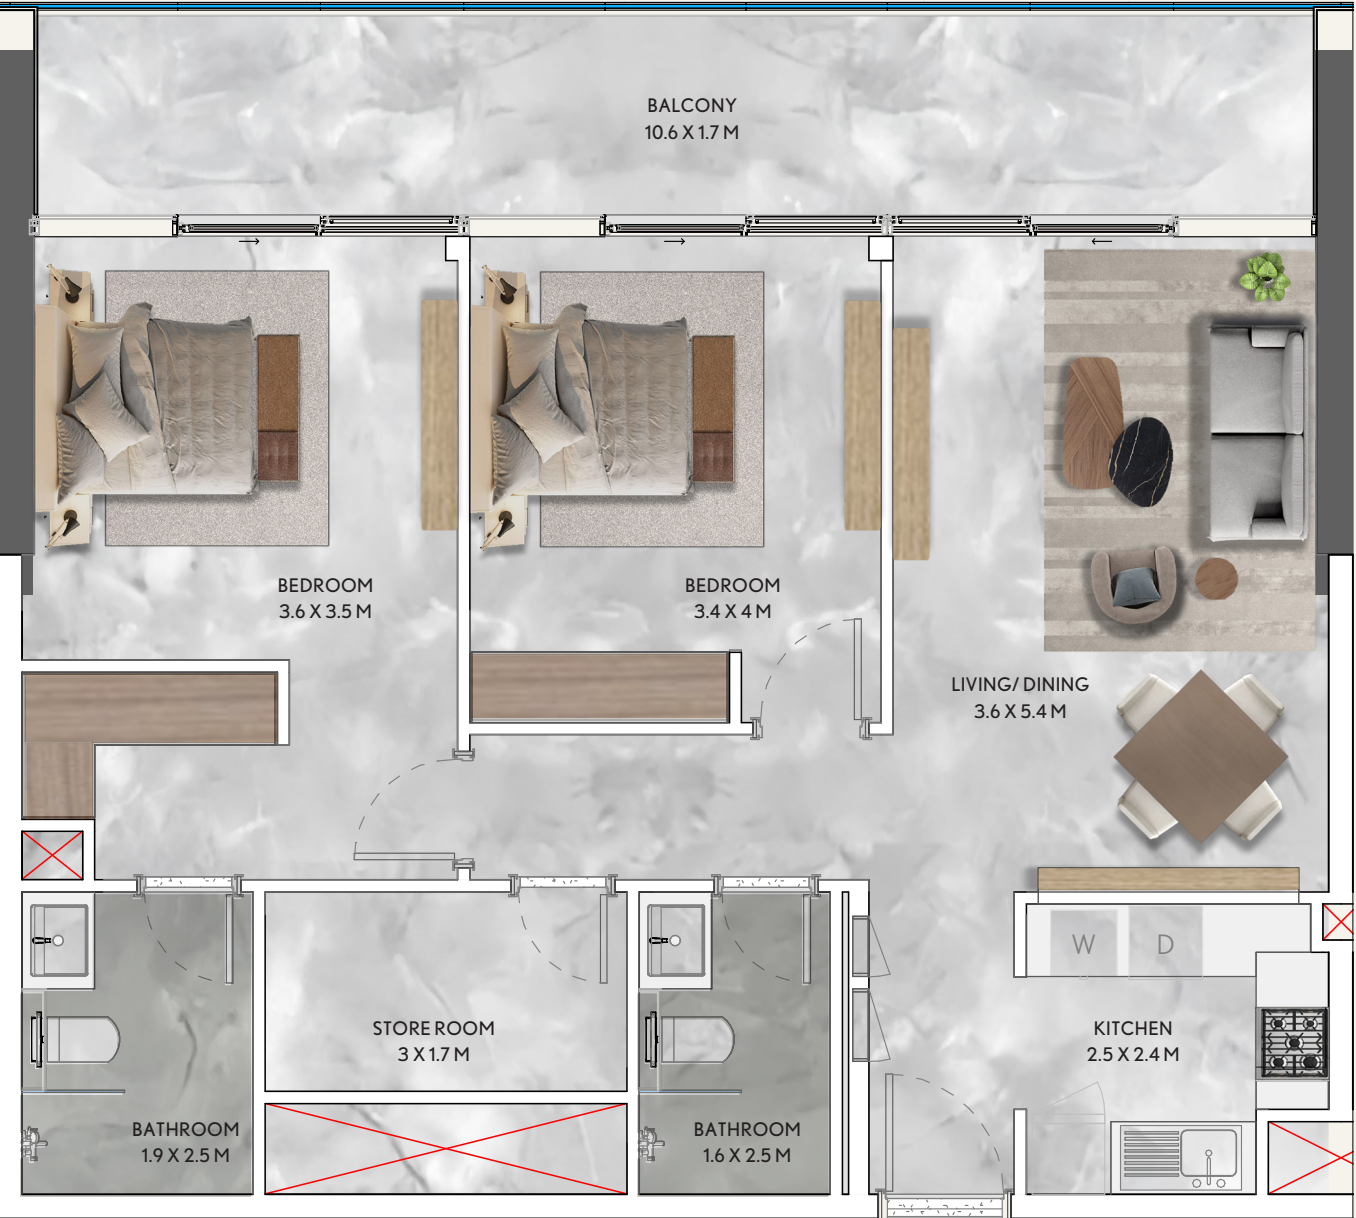 BALCONY
10.6 X 1.7 M
BEDROOM
3.6 X 3.5 M
BEDROOM
3.4 X 4 M
LIVING/ DINING
3.6 X 5.4 M
W
D
STORE ROOM
3 X 1.7 M
KITCHEN
2.5 X 2.4 M
BATHROOM
1.9 X 2.5 M
BATHROOM
1.6 X 2.5 M